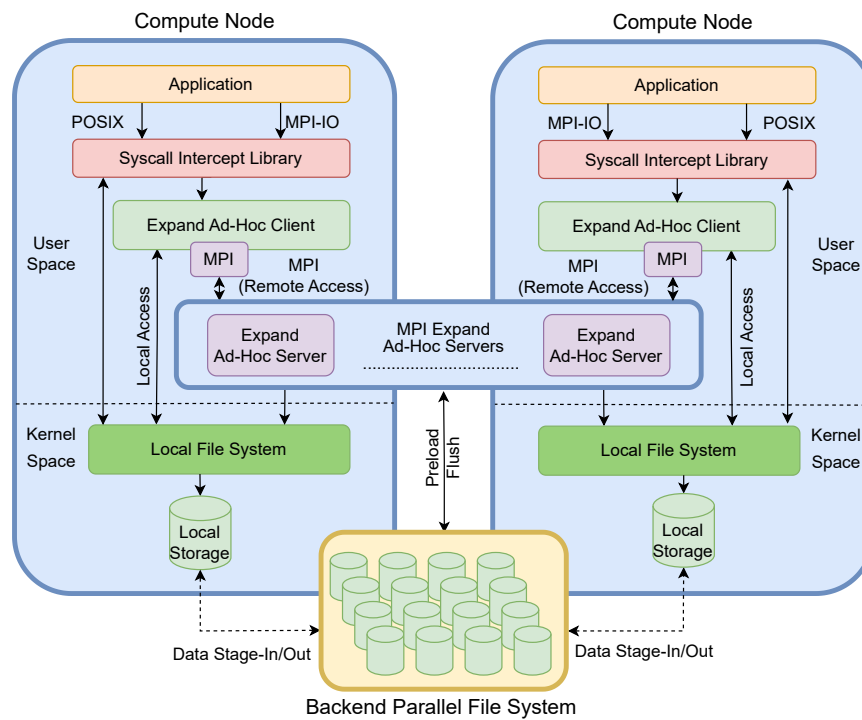 Compute Node
Compute Node
Application
Application
POSIX
MPI-IO
MPI-IO
POSIX
Syscall Intercept Library
Syscall Intercept Library
Expand Ad-Hoc Client
Expand Ad-Hoc Client
User
Space
User
Space
MPI
MPI
MPI
(Remote Access)
MPI
(Remote Access)
Local Access
Local Access
Expand
Ad-Hoc Server
MPI Expand
Ad-Hoc Servers
Expand
Ad-Hoc Server
Kernel
Space
Kernel
Space
Local File System
Local File System
Preload
Flush
Local
Storage
Local
Storage
Data Stage-In/Out
Data Stage-In/Out
Backend Parallel File System